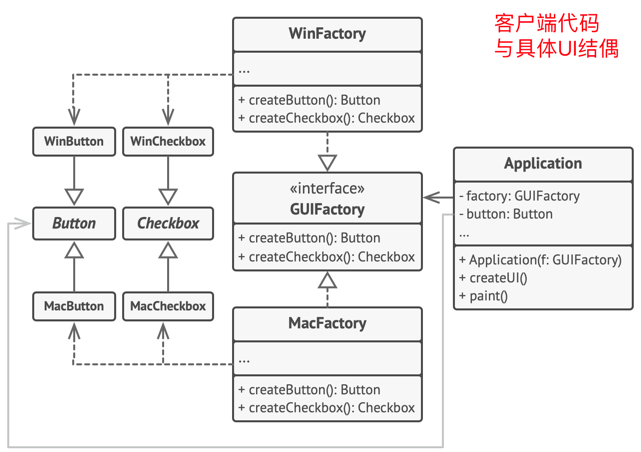 客户端代码
与具体UI结偶
WinFactory
...
+ createButton(): Button
+ createCheckbox(): Checkbox
WinButton
WinCheckbox
Application
- factory: GUIFactory
- button: Button
...
+ Application(f: GUIFactory)
+ createUI()
+ paint()
«interface»
GUIFactory
+ createButton(): Button
+ createCheckbox(): Checkbox
Button
Checkbox
MacButton
MacCheckbox
MacFactory
...
+ createButton(): Button
+ createCheckbox(): Checkbox